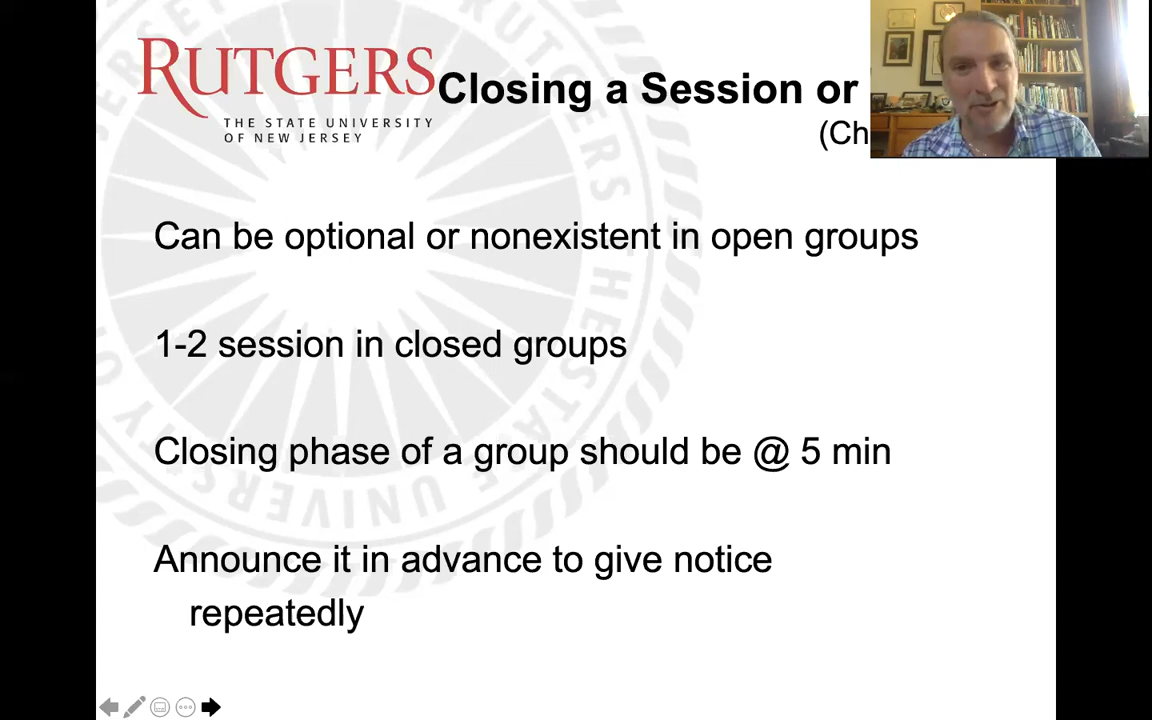 RUTGERS
THE STATE UNIVERSITY
OF NEW JERSEY
Closing a Session or
(Ch
Can be optional or nonexistent in open groups
1-2 session in closed groups
Closing phase of a group should be @ 5 min
Announce it in advance to give notice
repeatedly